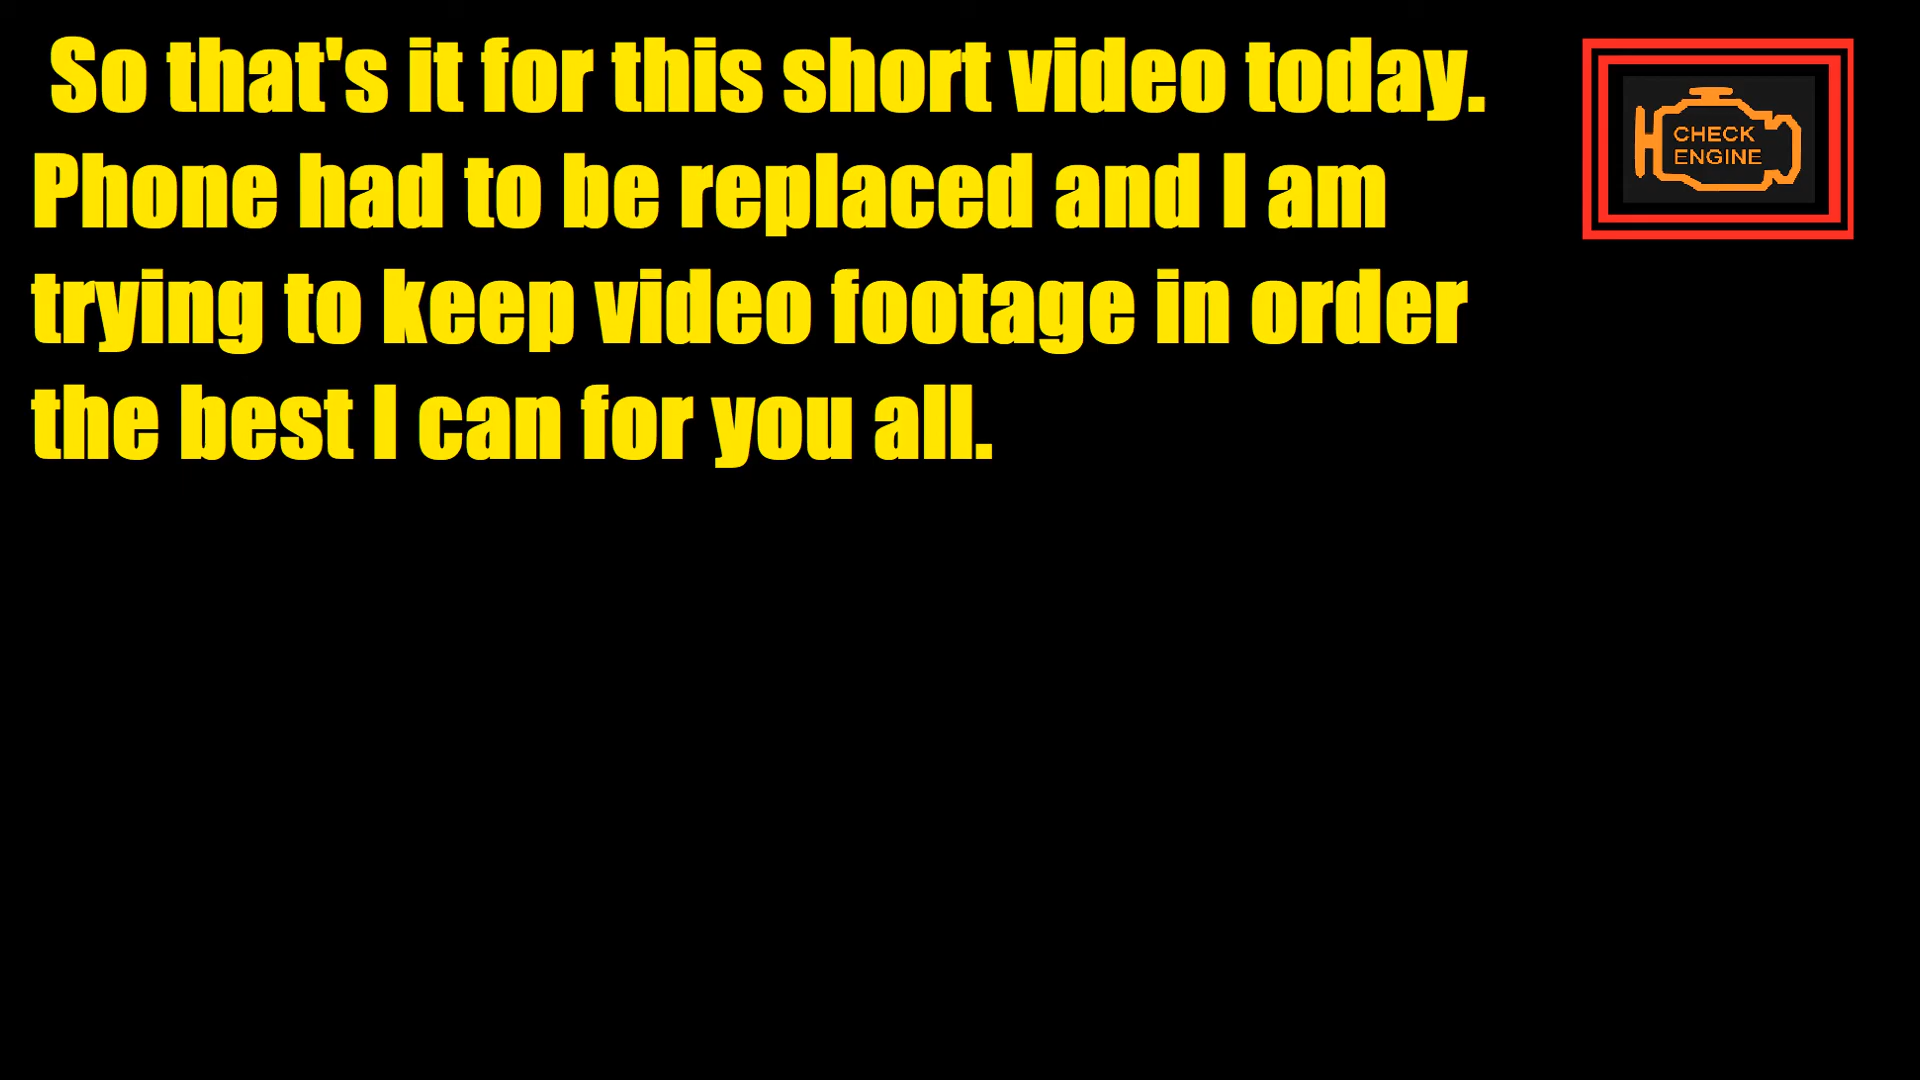 So that's it for this short video today.
Phone had to be replaced and I am
trying to keep video footage in order
the best I can for you all.
CHECK
ENGINE